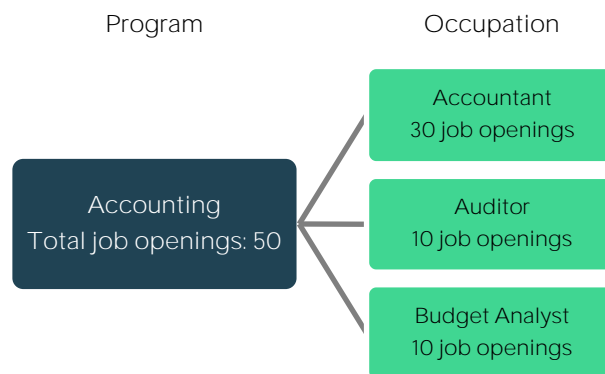 Program
Occupation
Accounting
Total job openings: 50
Accountant
30 job openings
Auditor
10 job openings
Budget Analyst
10 job openings